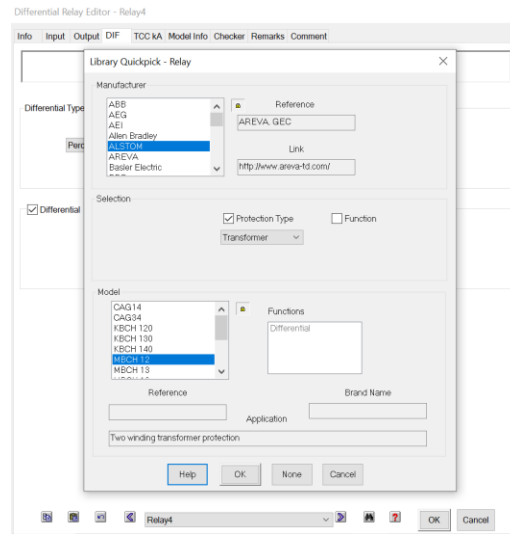 Differential Relay Editor - Relay4
Info Input Output DIF TCC kA Model Info Checker Remarks Comment
Library Quickpick - Relay
Manufacturer
ABB
AEG
AEI
Allen Bradley
ALSTOM
AREVA
Basler Electric
Reference
AREVA, GEC
Link
http://www.areva-td.com/
Differential Type
Perc
Selection
Protection Type Function
Transformer
Differential
Model
CAG14
CAG34
KBCH 120
KBCH 130
KBCH 140
MBCH 12
MBCH 13
Functions
Differential
Reference Brand Name
Application
Two winding transformer protection
Help OK None Cancel
Relay4 OK Cancel